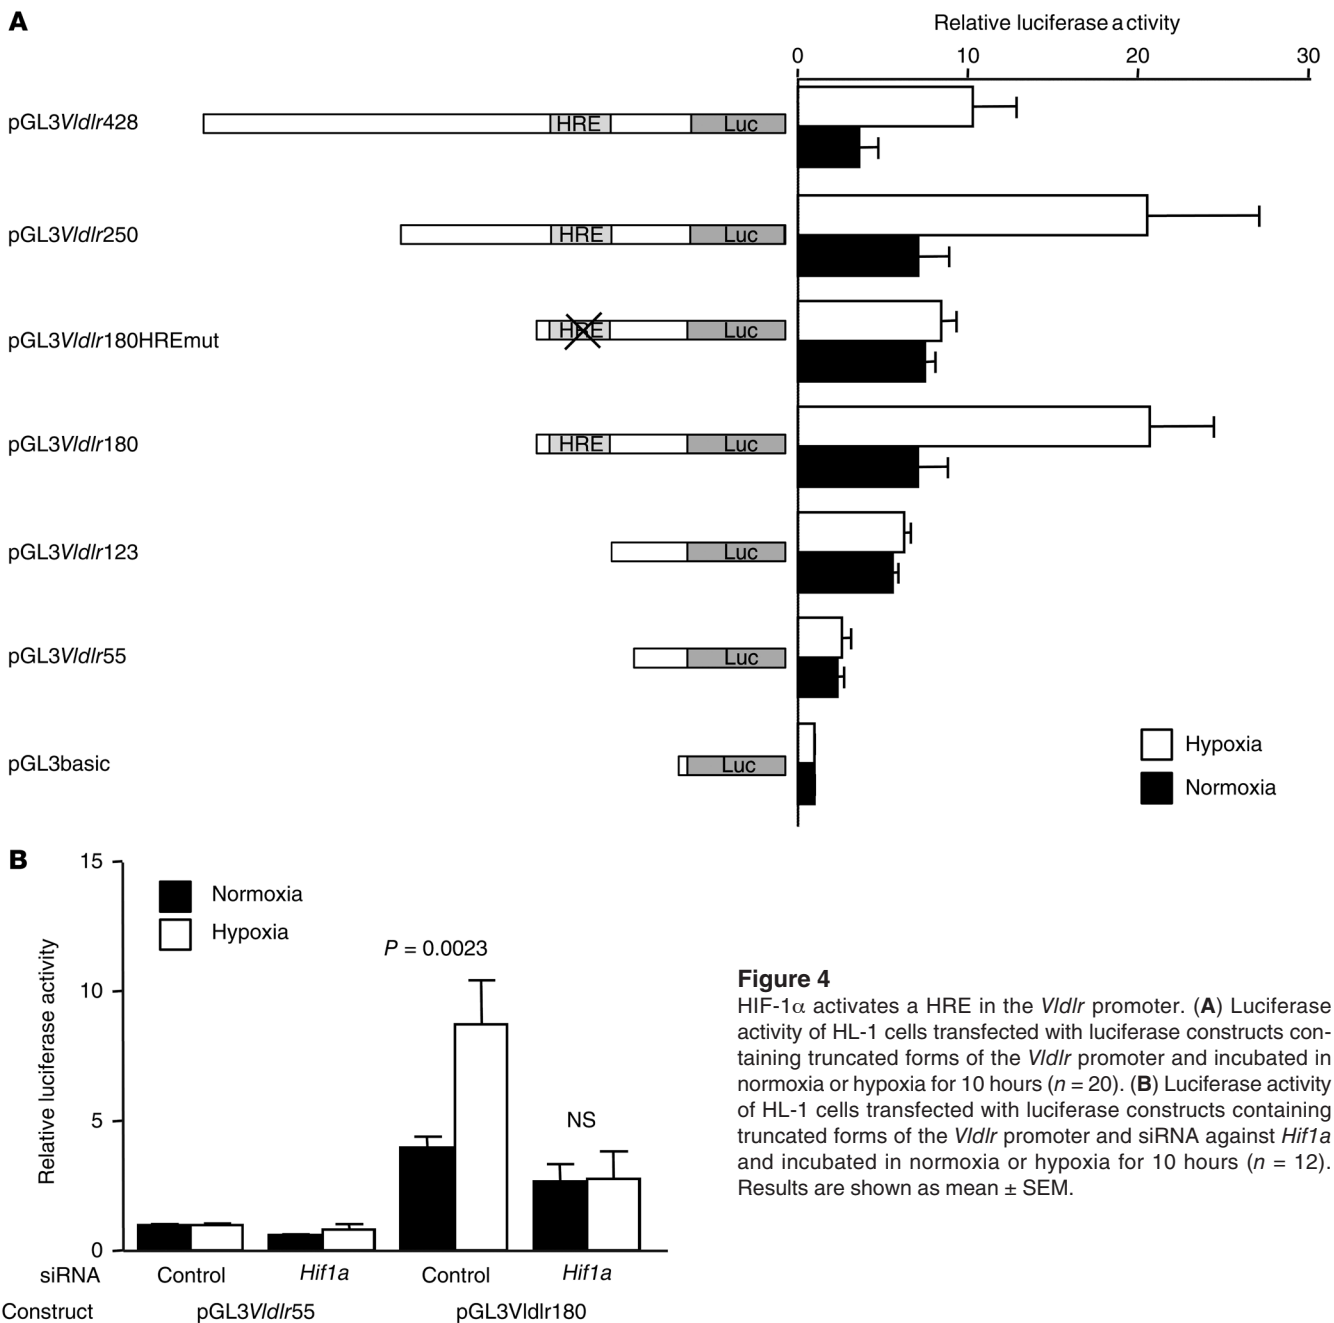 A
Relative luciferase activity
0 10 20 30
pGL3Vldlr428 HRE Luc
pGL3Vldlr250 HRE Luc
pGL3Vldlr180HREmut HRE Luc
pGL3Vldlr180 HRE Luc
pGL3Vldlr123 Luc
pGL3Vldlr55 Luc
pGL3basic Luc
Hypoxia
Normoxia
B
Relative luciferase activity
15
10
5
0
Normoxia
Hypoxia
P = 0.0023
NS
siRNA Control Hif1a Control Hif1a
Construct pGL3Vldlr55 pGL3Vldlr180
Figure 4
HIF-1α activates a HRE in the Vldlr promoter. (A) Luciferase
activity of HL-1 cells transfected with luciferase constructs con-
taining truncated forms of the Vldlr promoter and incubated in
normoxia or hypoxia for 10 hours (n = 20). (B) Luciferase activity
of HL-1 cells transfected with luciferase constructs containing
truncated forms of the Vldlr promoter and siRNA against Hif1a
and incubated in normoxia or hypoxia for 10 hours (n = 12).
Results are shown as mean ± SEM.